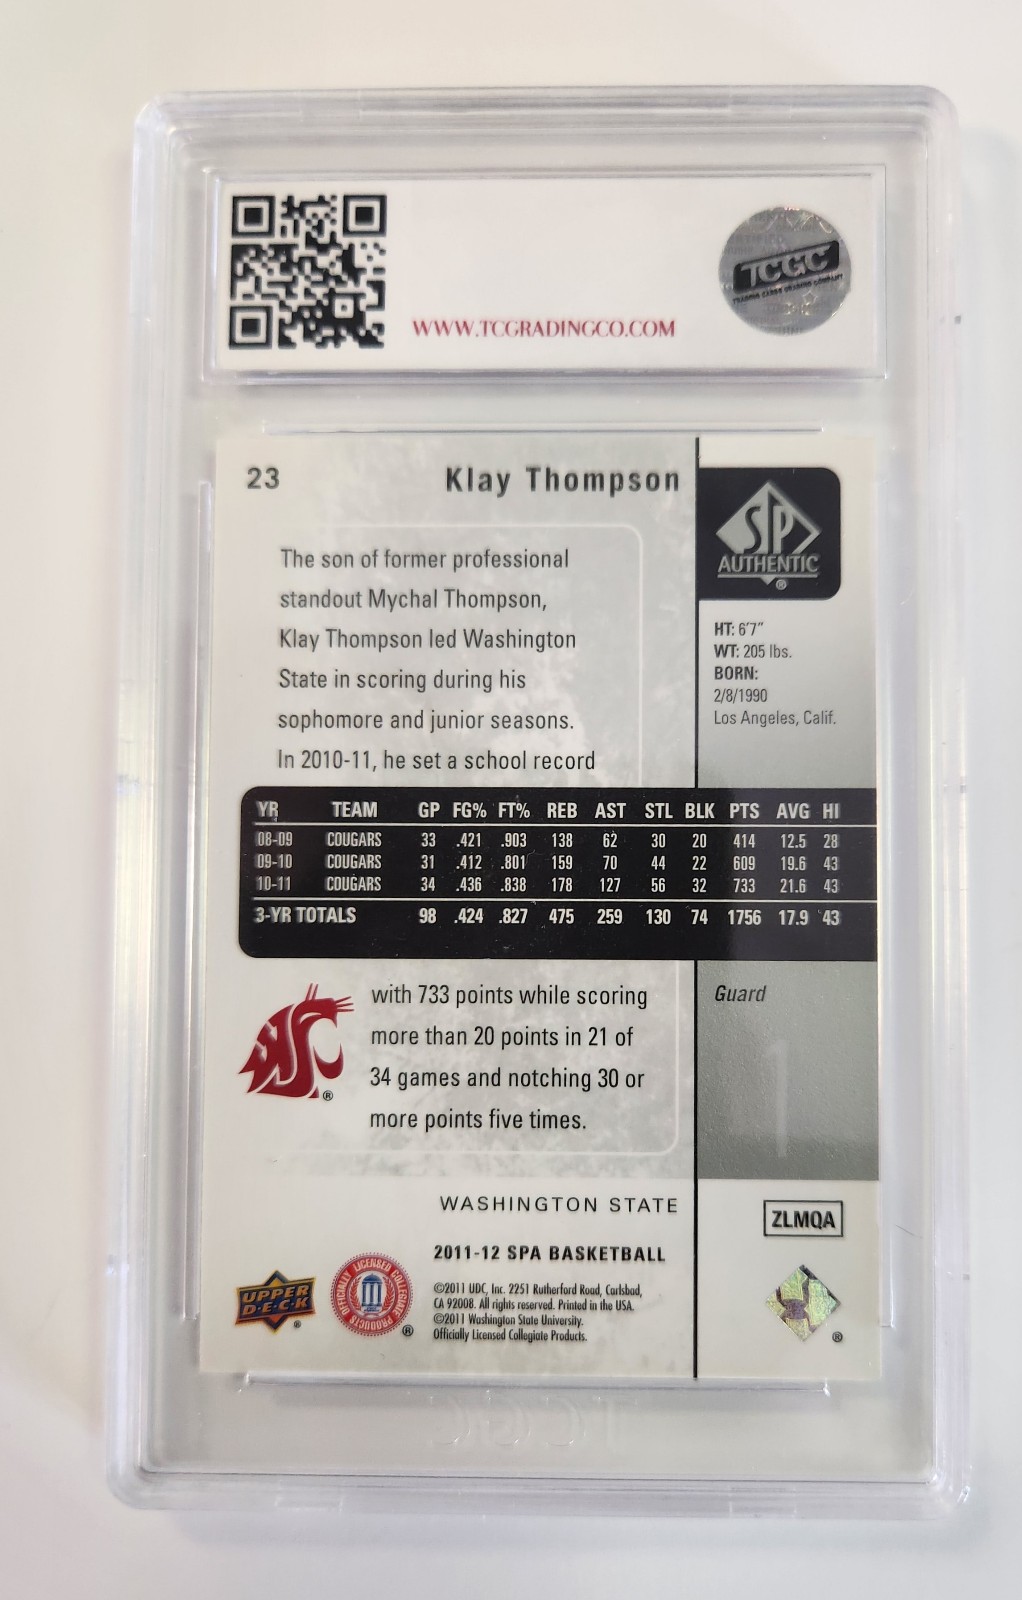 TCGC
WWW.TCGRADINGCO.COM
23
Klay Thompson
SP
AUTHENTIC
®
The son of former professional
standout Mychal Thompson,
Klay Thompson led Washington
State in scoring during his
sophomore and junior seasons.
In 2010-11, he set a school record
HT: 6'7"
WT: 205 lbs.
BORN:
2/8/1990
Los Angeles, Calif.
YR TEAM GP FG% FT% REB AST STL BLK PTS AVG HI
08-09 COUGARS 33 .421 .903 138 62 30 20 414 12.5 28
09-10 COUGARS 31 .412 .801 159 70 44 22 609 19.6 43
10-11 COUGARS 34 .436 .838 178 127 56 32 733 21.6 43
3-YR TOTALS 98 .424 .827 475 259 130 74 1756 17.9 43
with 733 points while scoring
more than 20 points in 21 of
34 games and notching 30 or
more points five times.
®
Guard
1
WASHINGTON STATE
ZLMQA
2011-12 SPA BASKETBALL
UPPER
D·E·C·K
®
OFFICIALLY LICENSED COLLEGIATE PRODUCTS
®
©2011 UDC, Inc. 2251 Rutherford Road, Carlsbad,
CA 92008. All rights reserved. Printed in the USA.
©2011 Washington State University.
Officially Licensed Collegiate Products.
®
TCGC